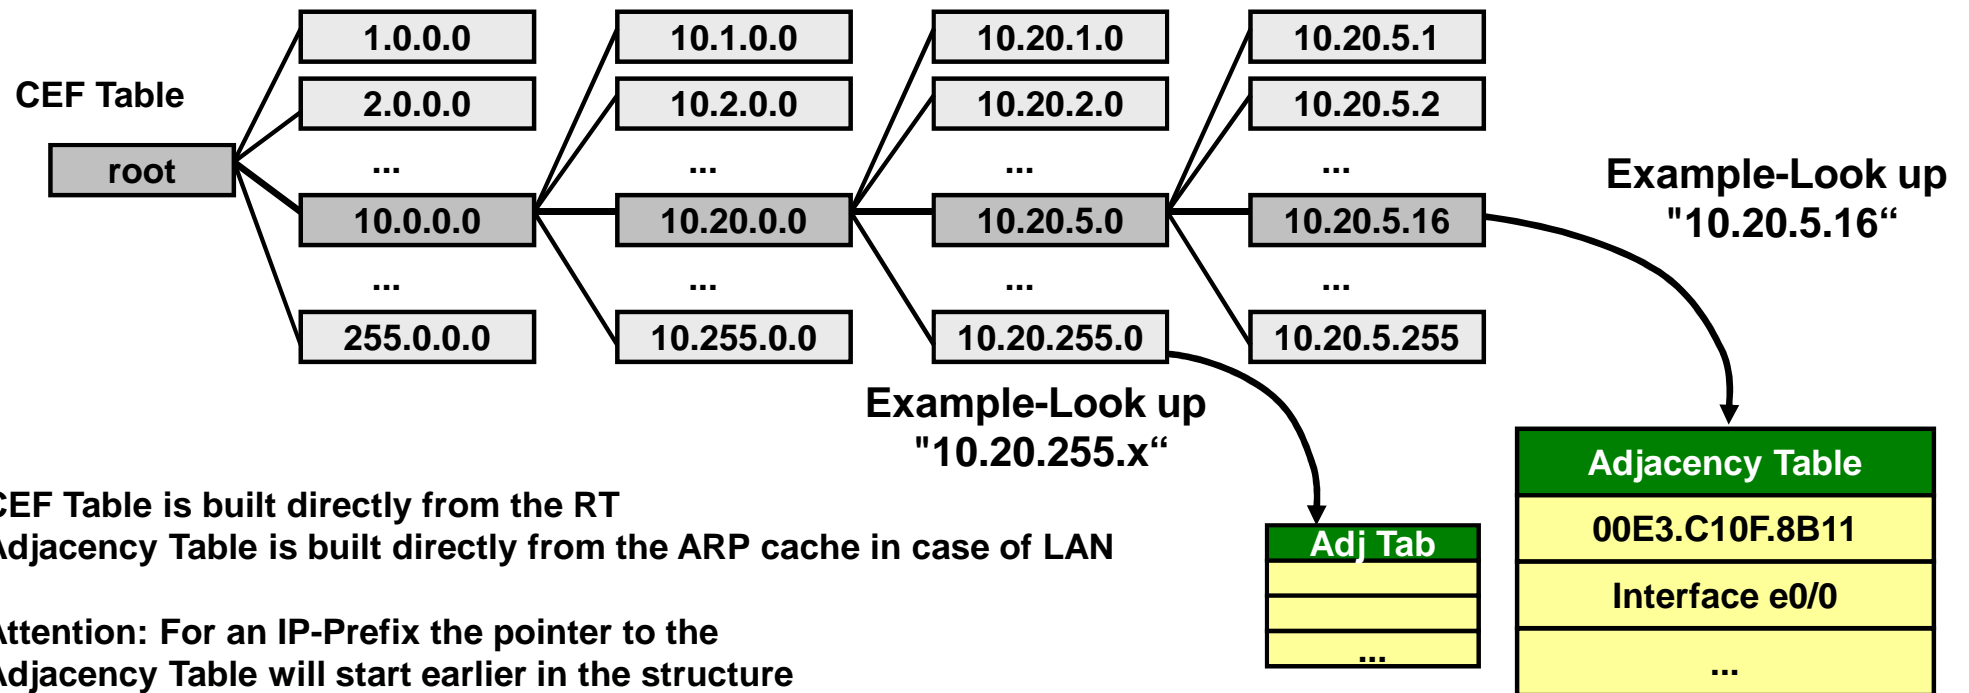 1.0.0.0 10.1.0.0 10.20.1.0 10.20.5.1
CEF Table
2.0.0.0 10.2.0.0 10.20.2.0 10.20.5.2
root
... ... ... ...
10.0.0.0 10.20.0.0 10.20.5.0 10.20.5.16
Example-Look up
"10.20.5.16“
... ... ... ...
255.0.0.0 10.255.0.0 10.20.255.0 10.20.5.255
Example-Look up
"10.20.255.x“
CEF Table is built directly from the RT
Adjacency Table is built directly from the ARP cache in case of LAN
Attention: For an IP-Prefix the pointer to the
Adjacency Table will start earlier in the structure
Adj Tab
...
Adjacency Table
00E3.C10F.8B11
Interface e0/0
...